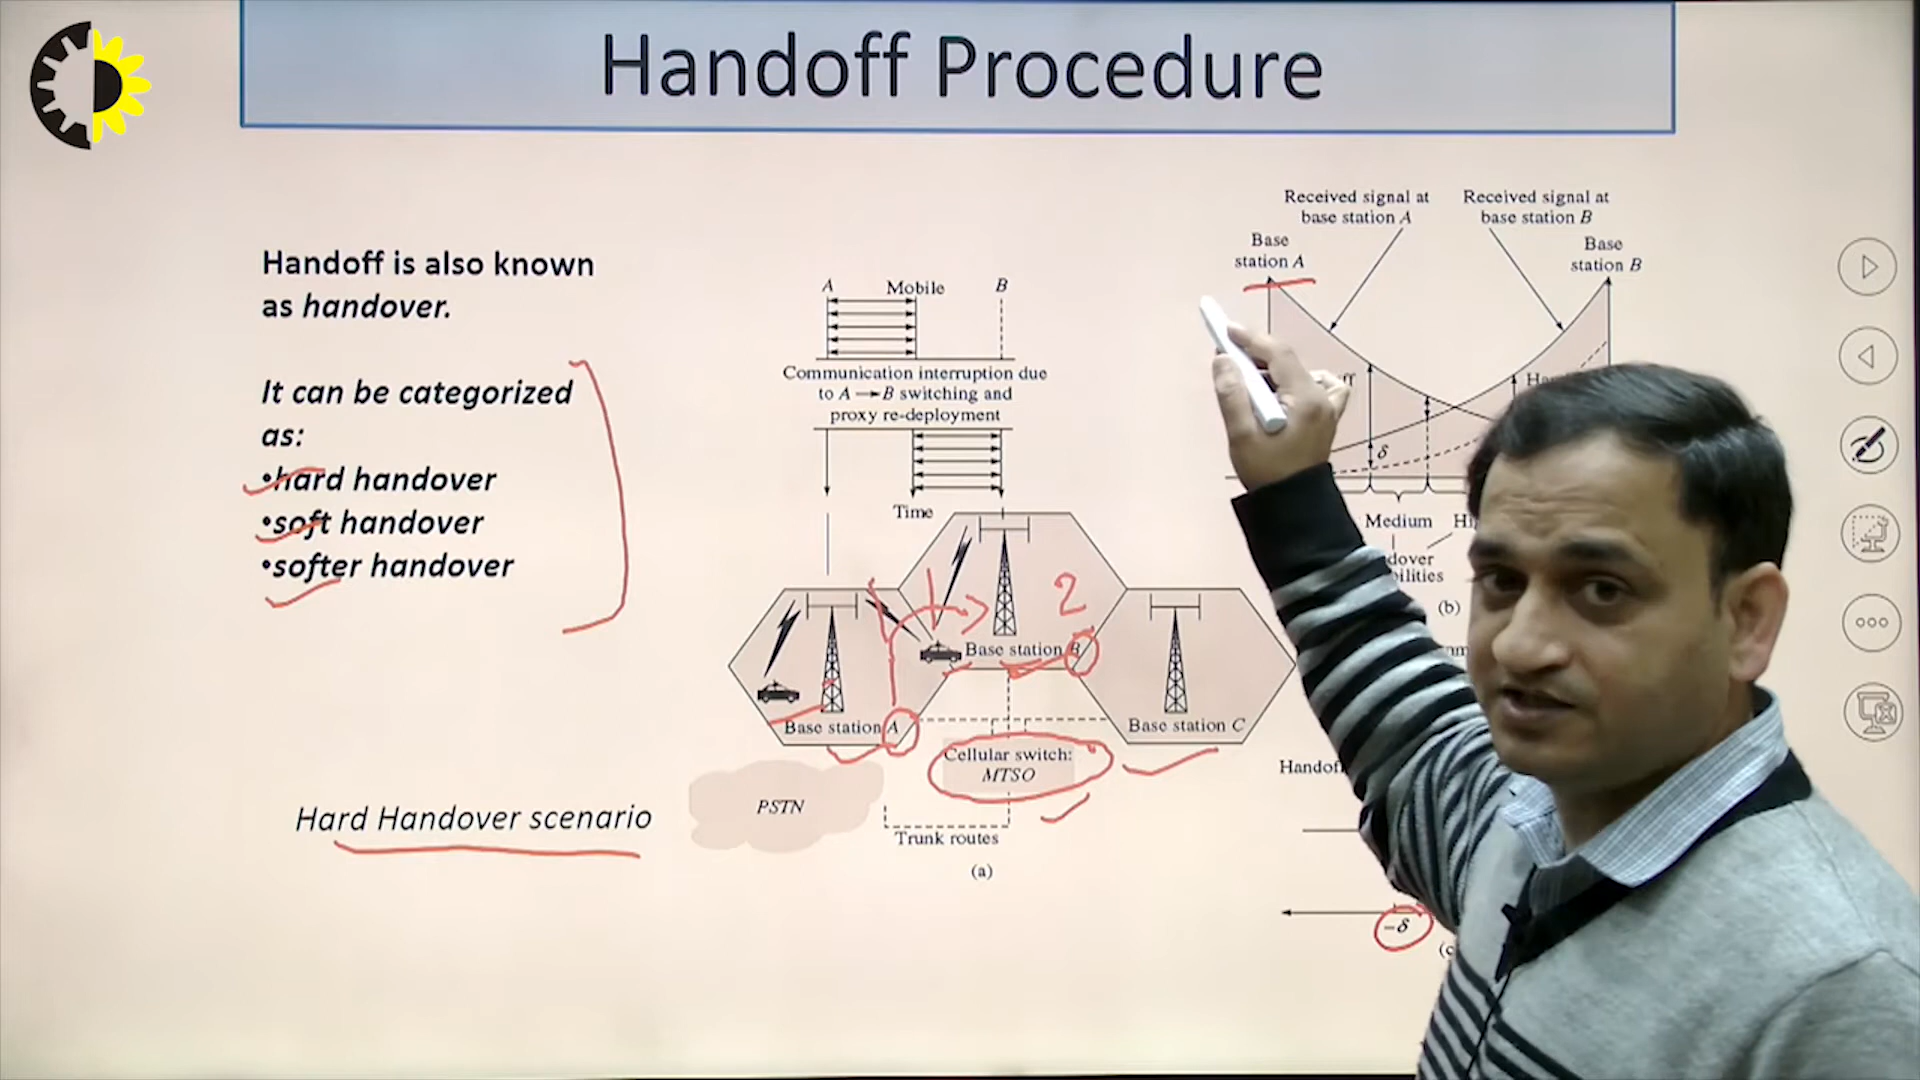 Handoff Procedure
Handoff is also known
as handover.
It can be categorized
as:
•hard handover
•soft handover
•softer handover
Hard Handover scenario
A Mobile B
Communication interruption due
to A → B switching and
proxy re-deployment
Time
Base station A
Base station B
2
Base station C
Cellular switch:
MTSO
PSTN
Trunk routes
(a)
Received signal at
base station A
Received signal at
base station B
Base
station A
Base
station B
δ
Medium
(b)
-δ